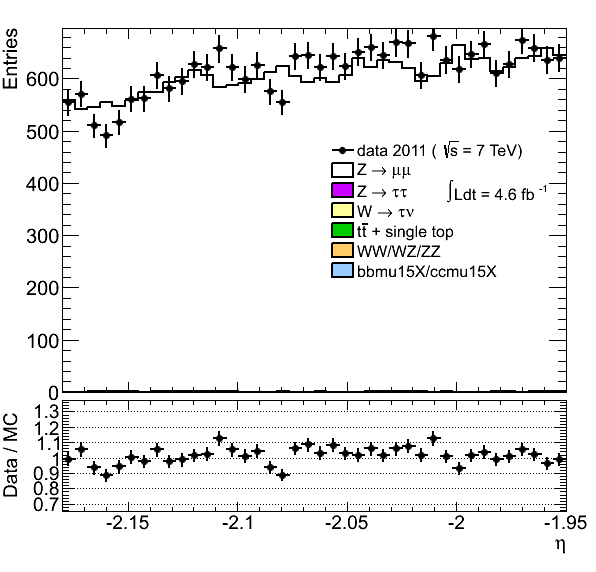 Entries
600
500
400
300
200
100
0
data 2011 ( √s = 7 TeV)
Z → μμ
Z → ττ
∫Ldt = 4.6 fb⁻¹
W → τν
tt̄ + single top
WW/WZ/ZZ
bbmu15X/ccmu15X
Data / MC
1.3
1.2
1.1
1
0.9
0.8
0.7
-2.15
-2.1
-2.05
-2
-1.95
η